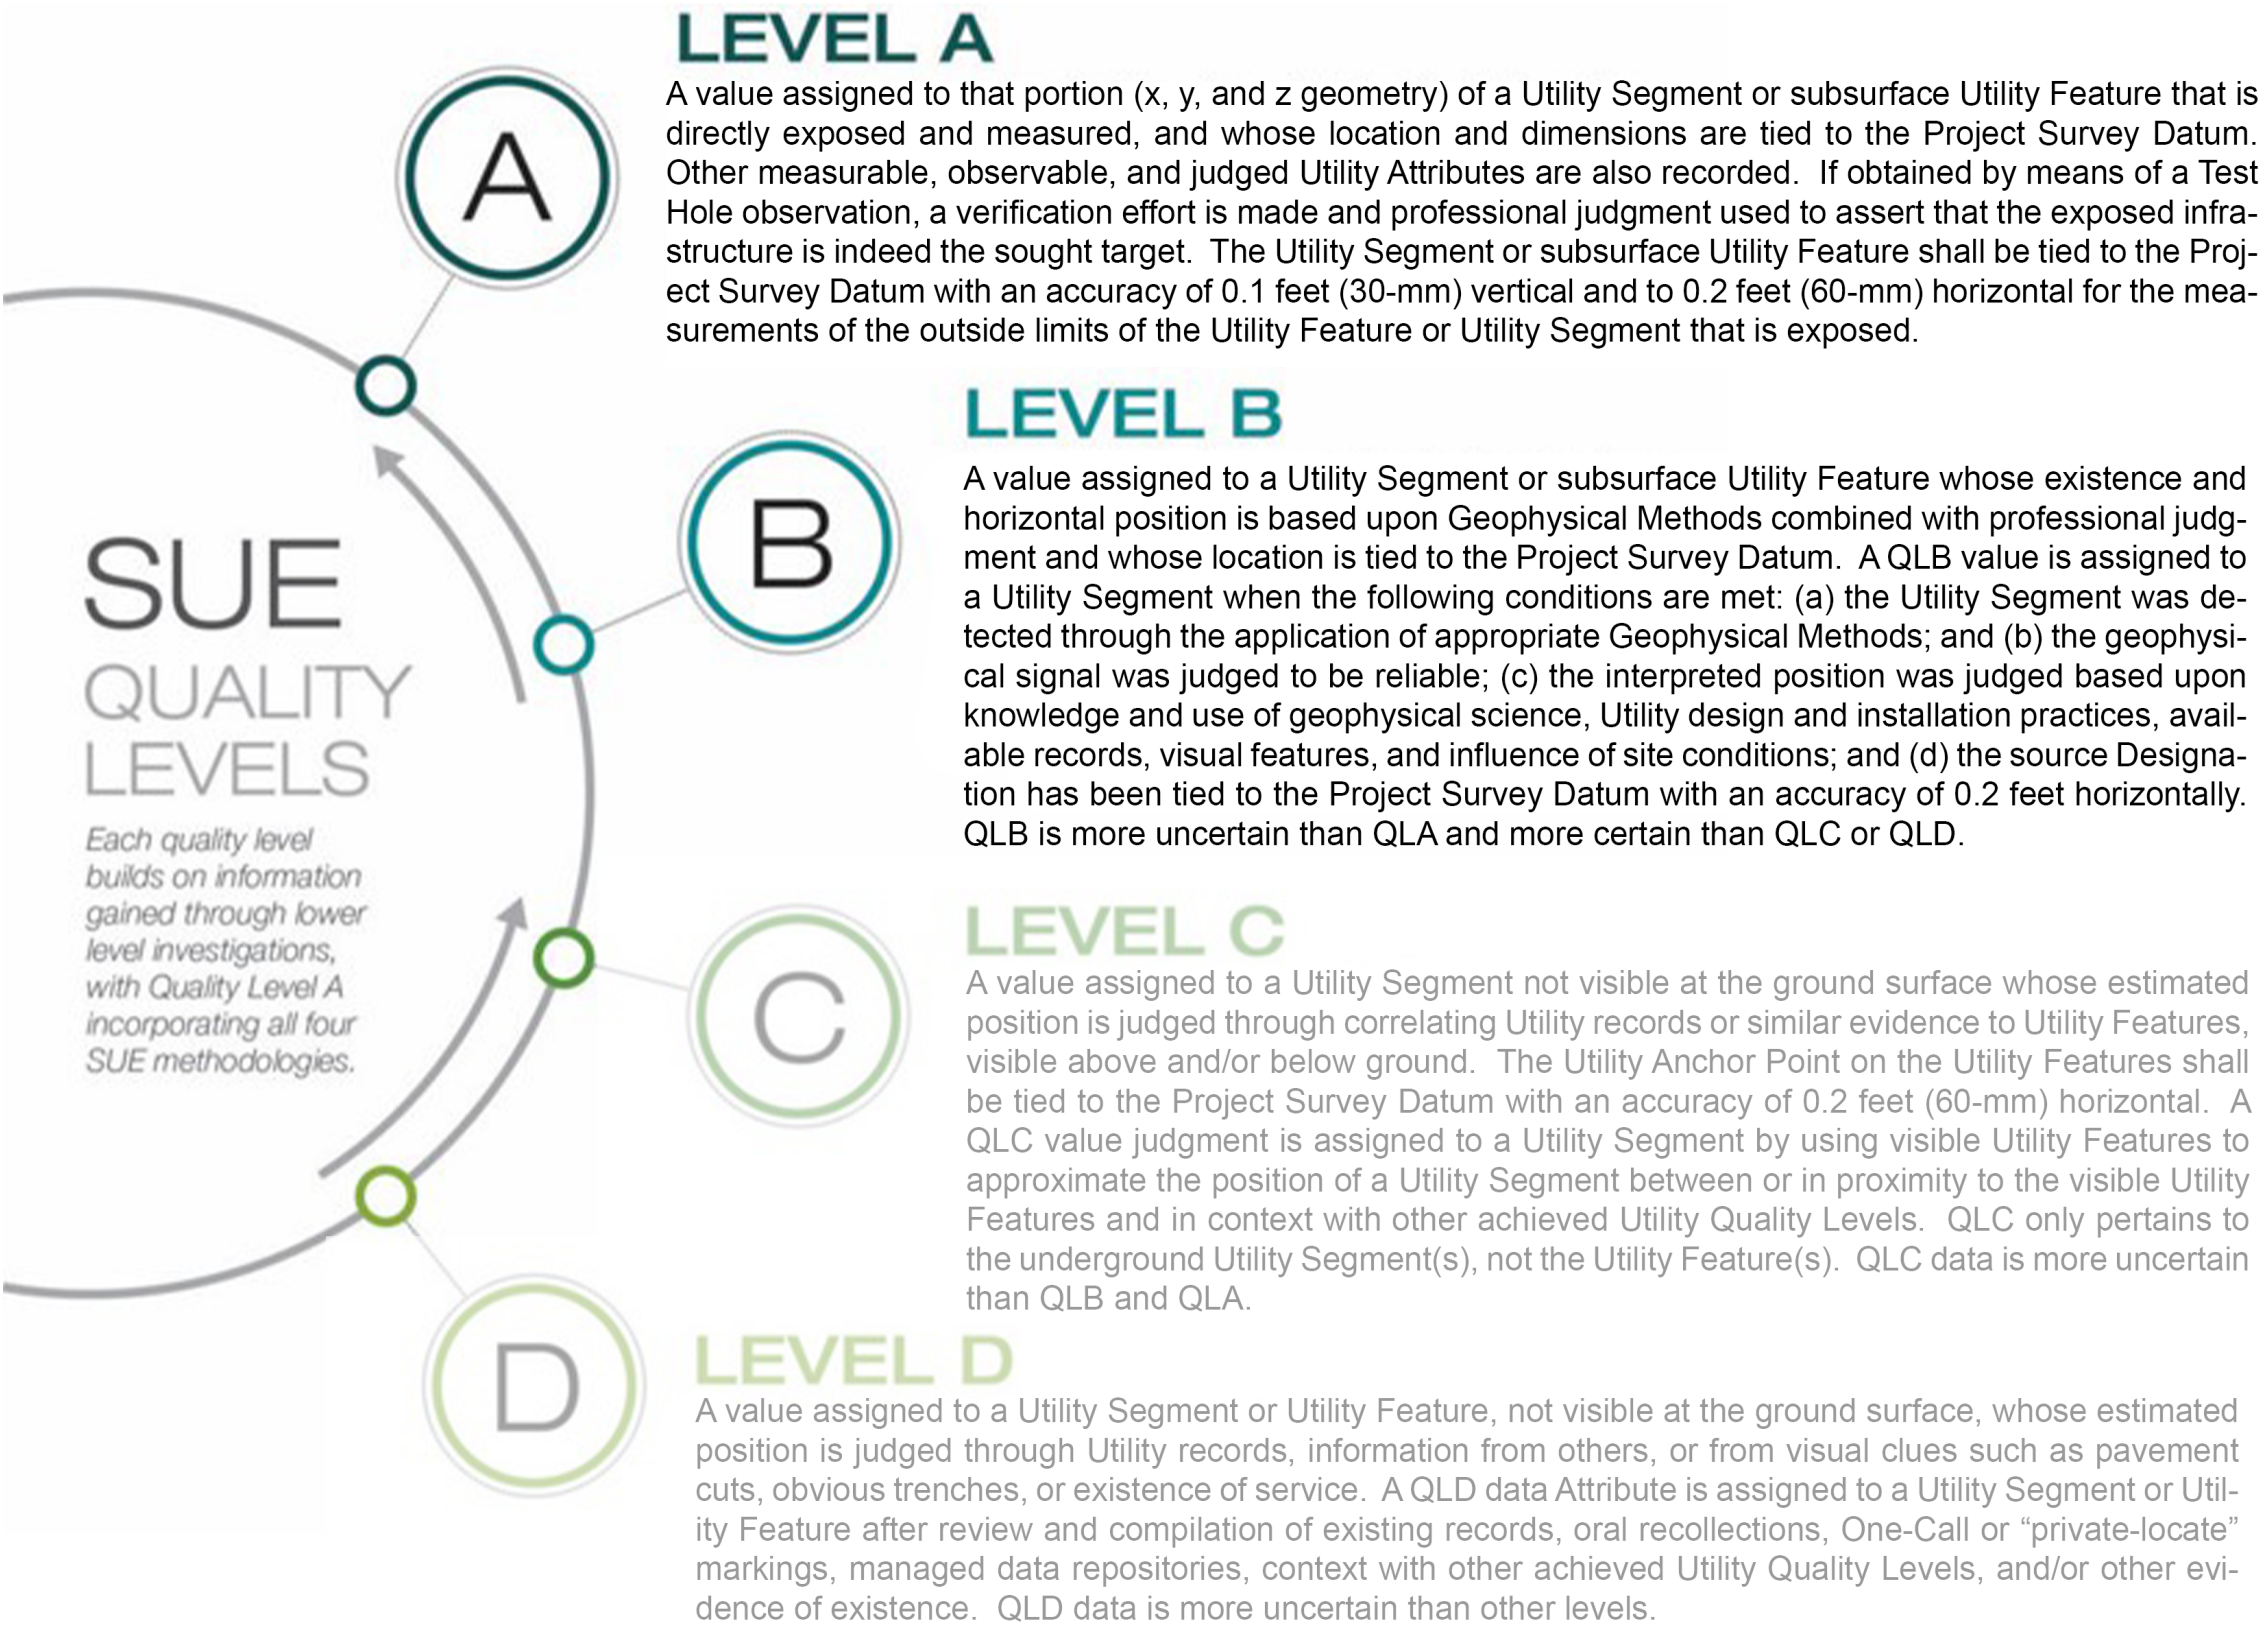 LEVEL A
A
A value assigned to that portion (x, y, and z geometry) of a Utility Segment or subsurface Utility Feature that is
directly exposed and measured, and whose location and dimensions are tied to the Project Survey Datum.
Other measurable, observable, and judged Utility Attributes are also recorded.  If obtained by means of a Test
Hole observation, a verification effort is made and professional judgment used to assert that the exposed infra-
structure is indeed the sought target.  The Utility Segment or subsurface Utility Feature shall be tied to the Proj-
ect Survey Datum with an accuracy of 0.1 feet (30-mm) vertical and to 0.2 feet (60-mm) horizontal for the mea-
surements of the outside limits of the Utility Feature or Utility Segment that is exposed.
LEVEL B
B
A value assigned to a Utility Segment or subsurface Utility Feature whose existence and
horizontal position is based upon Geophysical Methods combined with professional judg-
ment and whose location is tied to the Project Survey Datum.  A QLB value is assigned to
a Utility Segment when the following conditions are met: (a) the Utility Segment was de-
tected through the application of appropriate Geophysical Methods; and (b) the geophysi-
cal signal was judged to be reliable; (c) the interpreted position was judged based upon
knowledge and use of geophysical science, Utility design and installation practices, avail-
able records, visual features, and influence of site conditions; and (d) the source Designa-
tion has been tied to the Project Survey Datum with an accuracy of 0.2 feet horizontally.
QLB is more uncertain than QLA and more certain than QLC or QLD.
SUE
QUALITY
LEVELS
Each quality level
builds on information
gained through lower
level investigations,
with Quality Level A
incorporating all four
SUE methodologies.
LEVEL C
C
A value assigned to a Utility Segment not visible at the ground surface whose estimated
position is judged through correlating Utility records or similar evidence to Utility Features,
visible above and/or below ground.  The Utility Anchor Point on the Utility Features shall
be tied to the Project Survey Datum with an accuracy of 0.2 feet (60-mm) horizontal.  A
QLC value judgment is assigned to a Utility Segment by using visible Utility Features to
approximate the position of a Utility Segment between or in proximity to the visible Utility
Features and in context with other achieved Utility Quality Levels.  QLC only pertains to
the underground Utility Segment(s), not the Utility Feature(s).  QLC data is more uncertain
than QLB and QLA.
LEVEL D
D
A value assigned to a Utility Segment or Utility Feature, not visible at the ground surface, whose estimated
position is judged through Utility records, information from others, or from visual clues such as pavement
cuts, obvious trenches, or existence of service.  A QLD data Attribute is assigned to a Utility Segment or Util-
ity Feature after review and compilation of existing records, oral recollections, One-Call or “private-locate”
markings, managed data repositories, context with other achieved Utility Quality Levels, and/or other evi-
dence of existence.  QLD data is more uncertain than other levels.